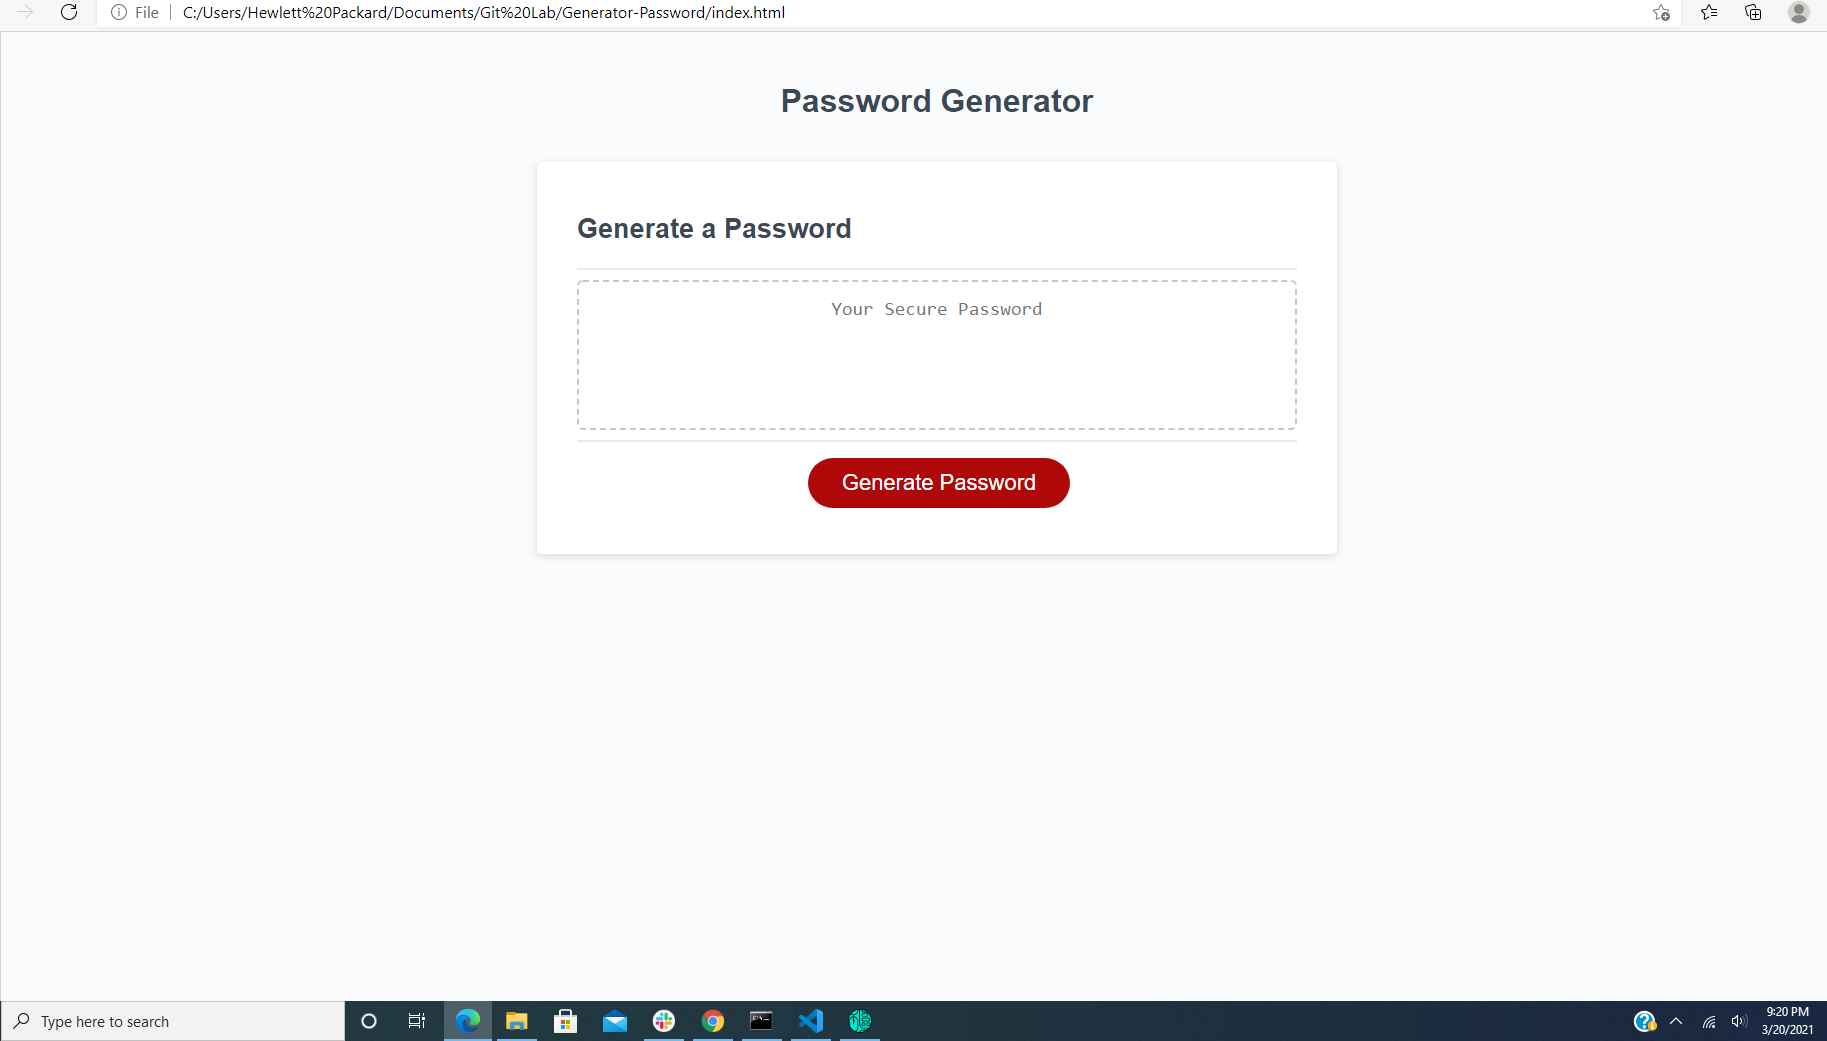 File
C:/Users/Hewlett%20Packard/Documents/Git%20Lab/Generator-Password/index.html
Password Generator
Generate a Password
Your Secure Password
Generate Password
Type here to search
9:20 PM
3/20/2021